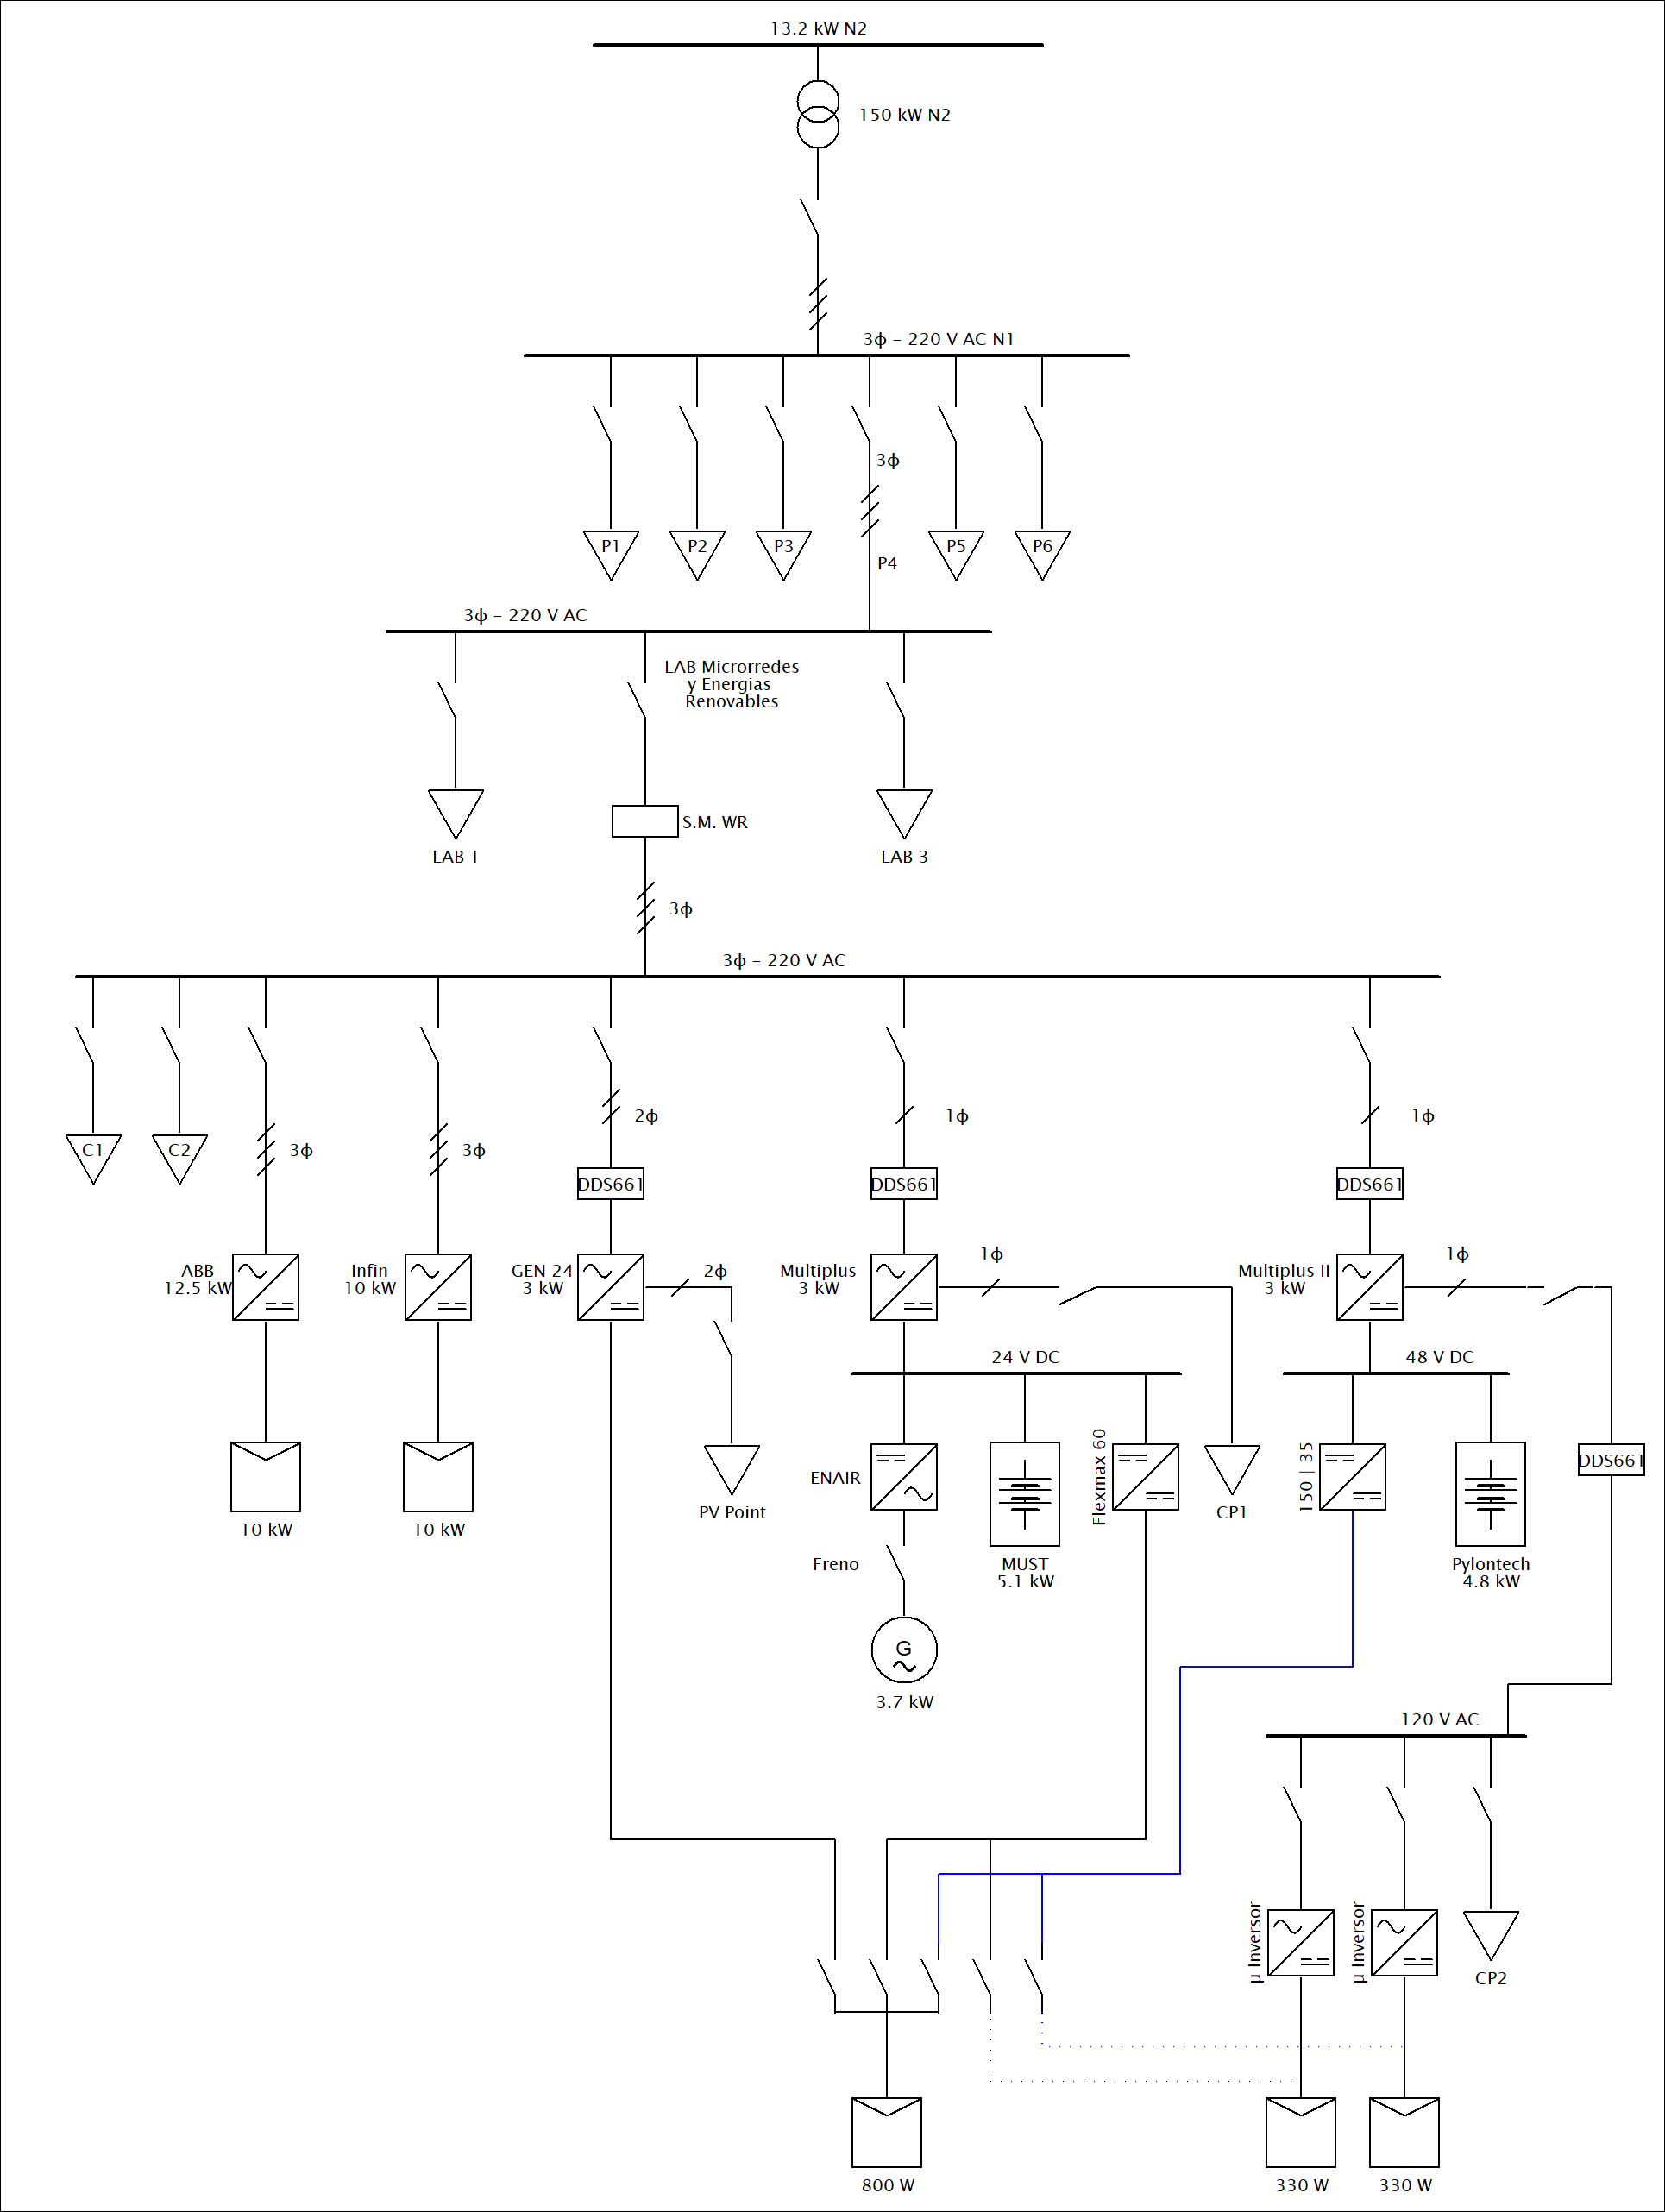 13.2 kW N2
150 kW N2
3ϕ – 220 V AC N1
3ϕ
P1
P2
P3
P5
P6
P4
3ϕ – 220 V AC
LAB Microrredes
y Energias
Renovables
S.M. WR
LAB 1
LAB 3
3ϕ
3ϕ – 220 V AC
2ϕ
1ϕ
1ϕ
C1
C2
3ϕ
3ϕ
DDS661
DDS661
DDS661
ABB
12.5 kW
Infin
10 kW
GEN 24
3 kW
2ϕ
Multiplus
3 kW
1ϕ
Multiplus II
3 kW
1ϕ
24 V DC
48 V DC
ENAIR
Flexmax 60
150 | 35
DDS661
10 kW
10 kW
PV Point
CP1
Freno
MUST
5.1 kW
Pylontech
4.8 kW
G
3.7 kW
120 V AC
µ Inversor
µ Inversor
CP2
800 W
330 W
330 W